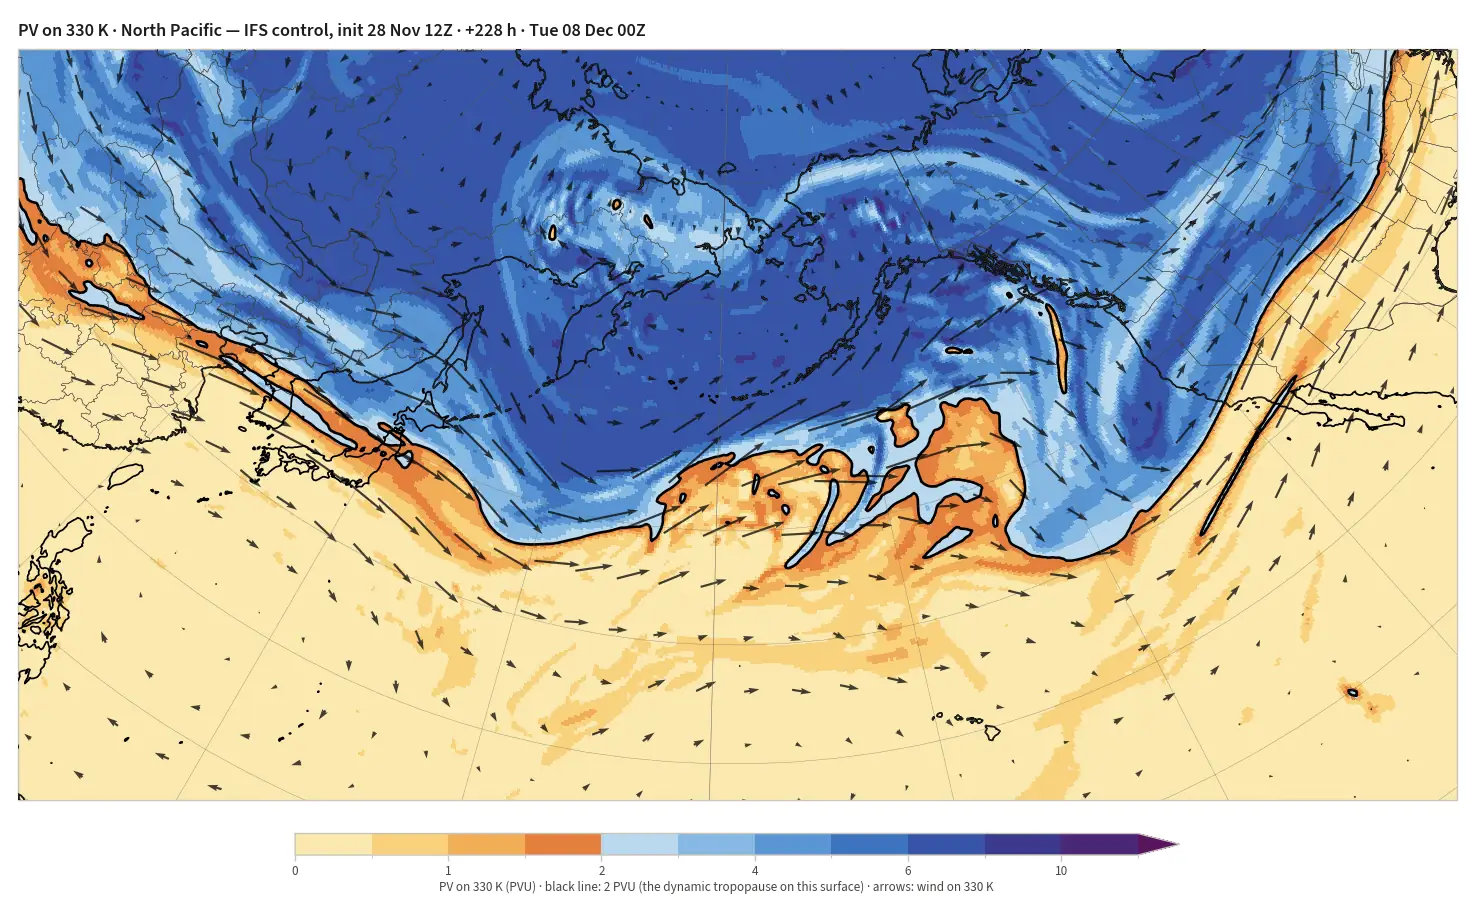 PV on 330 K · North Pacific — IFS control, init 28 Nov 12Z · +228 h · Tue 08 Dec 00Z
0 1 2 4 6 10
PV on 330 K (PVU) · black line: 2 PVU (the dynamic tropopause on this surface) · arrows: wind on 330 K